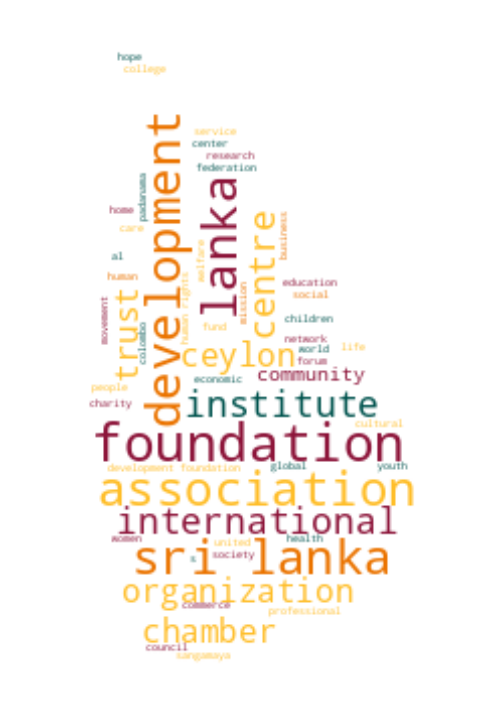 hope
college
development
service
center
research
federation
lanka
padanama
home
care
centre
business
welfare
al
human
human rights
mission
education
social
trust
movement
colombo
fund
children
network
world
life
forum
ceylon
economic
community
people
charity
institute
cultural
foundation
development foundation
global
youth
association
international
women
united
health
sri lanka
society
s
organization
commerce
professional
chamber
council
sangamaya